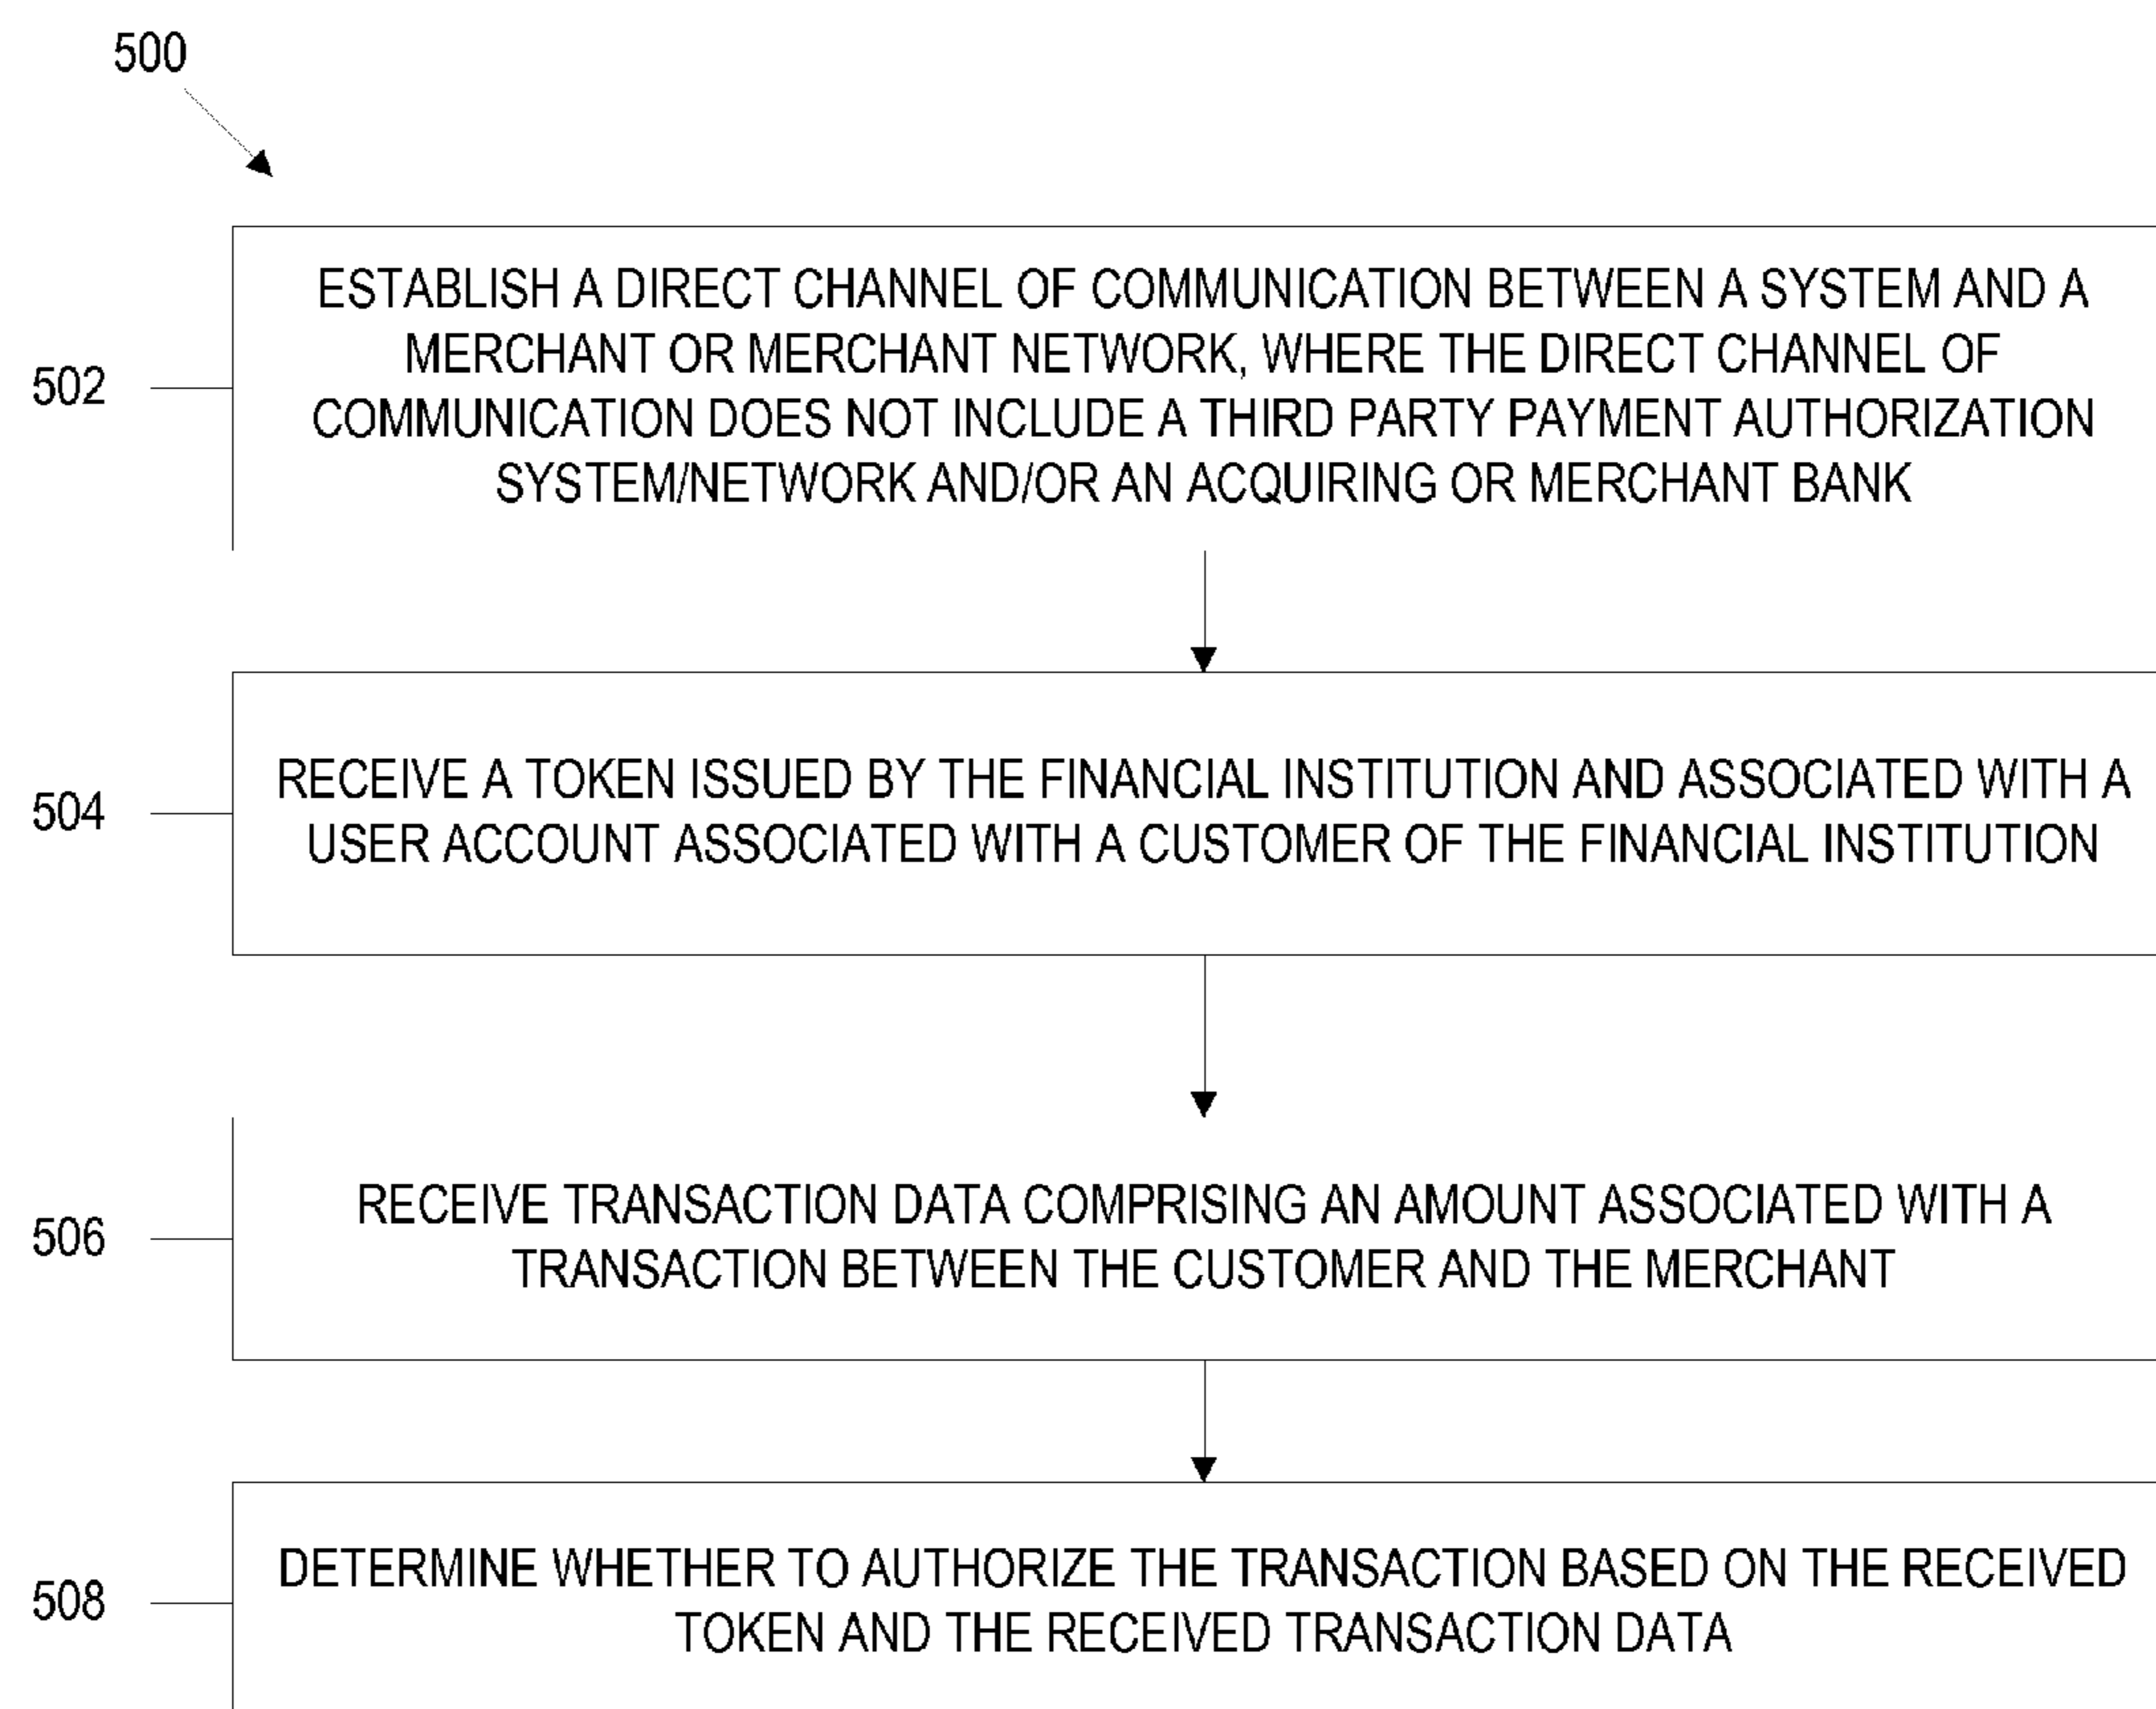 500
502
ESTABLISH A DIRECT CHANNEL OF COMMUNICATION BETWEEN A SYSTEM AND A
MERCHANT OR MERCHANT NETWORK, WHERE THE DIRECT CHANNEL OF
COMMUNICATION DOES NOT INCLUDE A THIRD PARTY PAYMENT AUTHORIZATION
SYSTEM/NETWORK AND/OR AN ACQUIRING OR MERCHANT BANK
504
RECEIVE A TOKEN ISSUED BY THE FINANCIAL INSTITUTION AND ASSOCIATED WITH A
USER ACCOUNT ASSOCIATED WITH A CUSTOMER OF THE FINANCIAL INSTITUTION
506
RECEIVE TRANSACTION DATA COMPRISING AN AMOUNT ASSOCIATED WITH A
TRANSACTION BETWEEN THE CUSTOMER AND THE MERCHANT
508
DETERMINE WHETHER TO AUTHORIZE THE TRANSACTION BASED ON THE RECEIVED
TOKEN AND THE RECEIVED TRANSACTION DATA